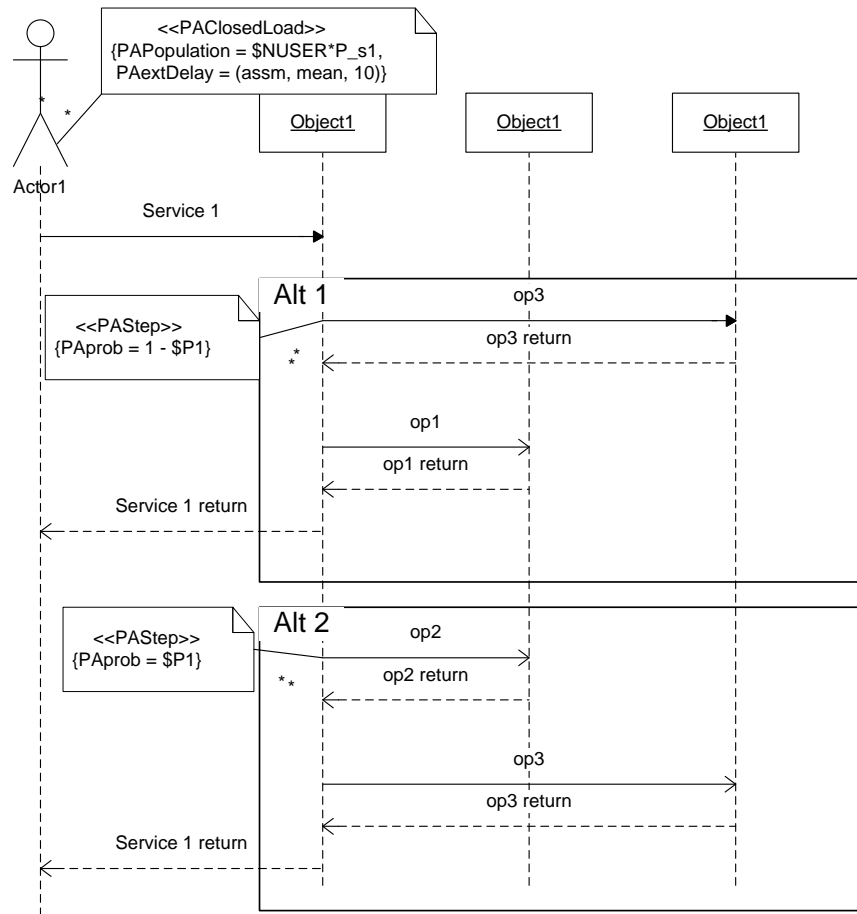 <<PAClosedLoad>>
{PAPopulation = $NUSER*P_s1,
PAextDelay = (assm, mean, 10)}
*
*
Actor1
Object1
Object1
Object1
Service 1
Alt 1
op3
<<PAStep>>
{PAprob = 1 - $P1}
op3 return
*
*
op1
op1 return
Service 1 return
Alt 2
op2
<<PAStep>>
{PAprob = $P1}
op2 return
*
*
op3
op3 return
Service 1 return